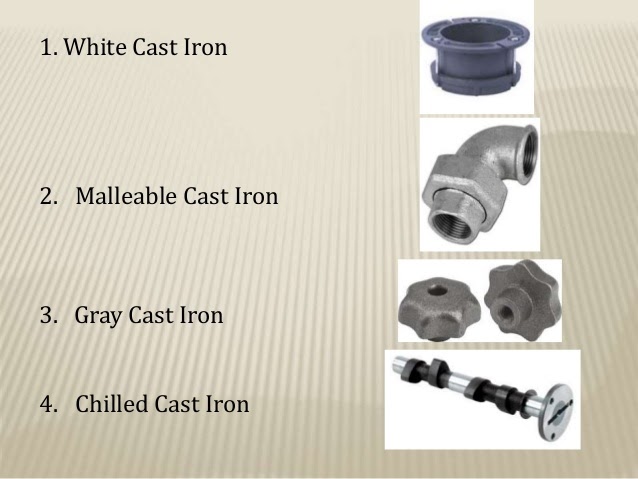 1. White Cast Iron
2. Malleable Cast Iron
3. Gray Cast Iron
4. Chilled Cast Iron